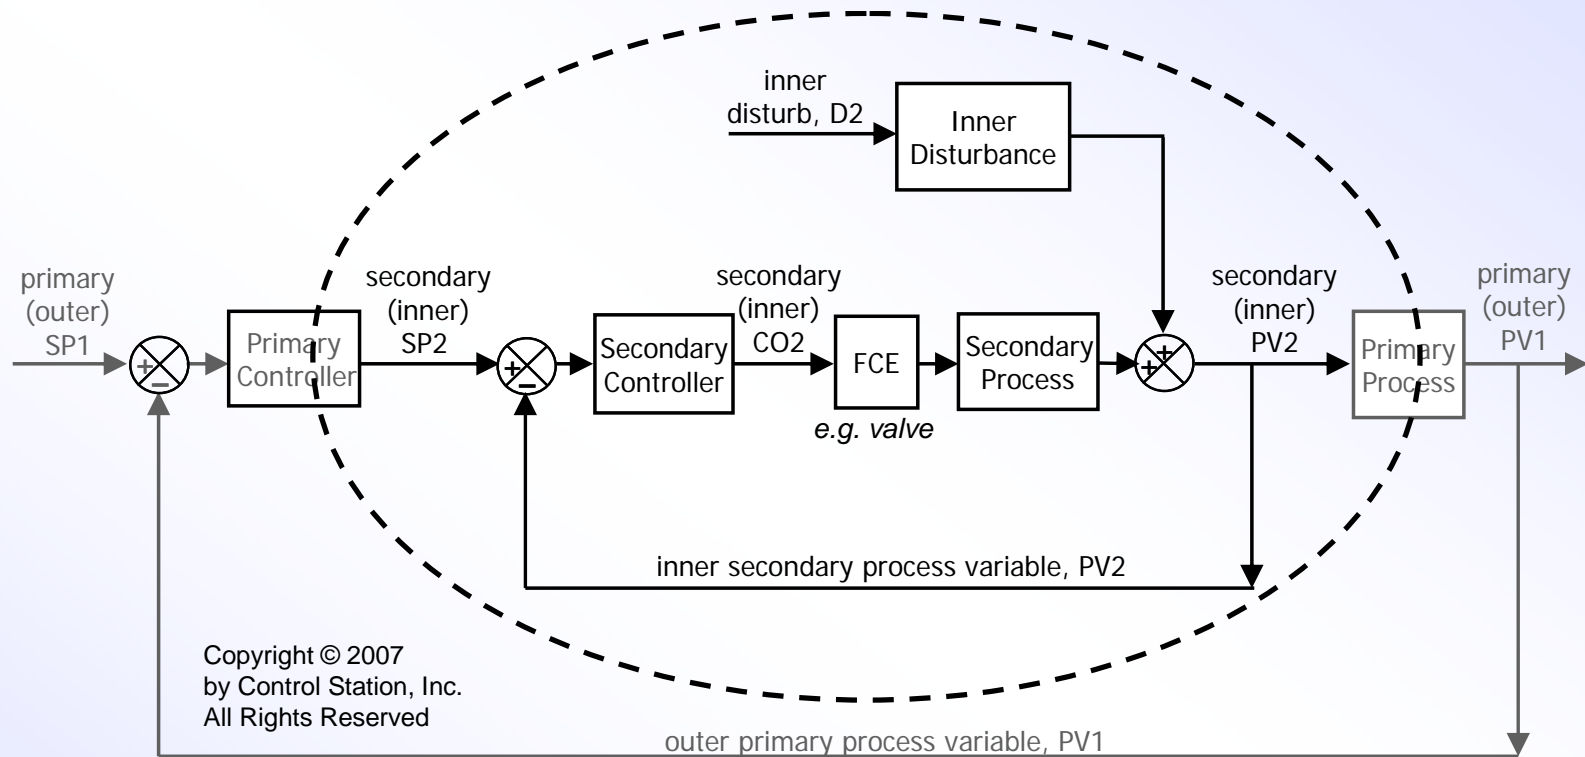 inner
disturb, D2
Inner
Disturbance
primary
(outer)
SP1
+
−
Primary
Controller
secondary
(inner)
SP2
+
−
Secondary
Controller
secondary
(inner)
CO2
FCE
e.g. valve
Secondary
Process
+
+
secondary
(inner)
PV2
Primary
Process
primary
(outer)
PV1
inner secondary process variable, PV2
Copyright © 2007
by Control Station, Inc.
All Rights Reserved
outer primary process variable, PV1